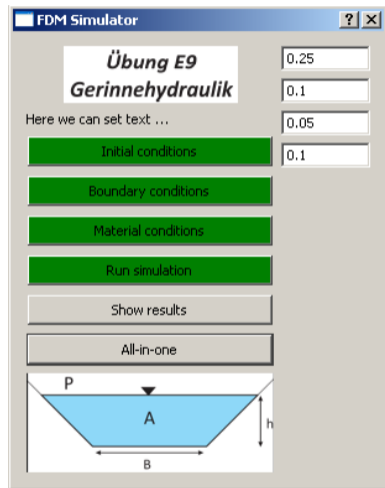 FDM Simulator
Übung E9
Gerinnehydraulik
0.25
0.1
0.05
0.1
Here we can set text ...
Initial conditions
Boundary conditions
Material conditions
Run simulation
Show results
All-in-one
P
A
h
B